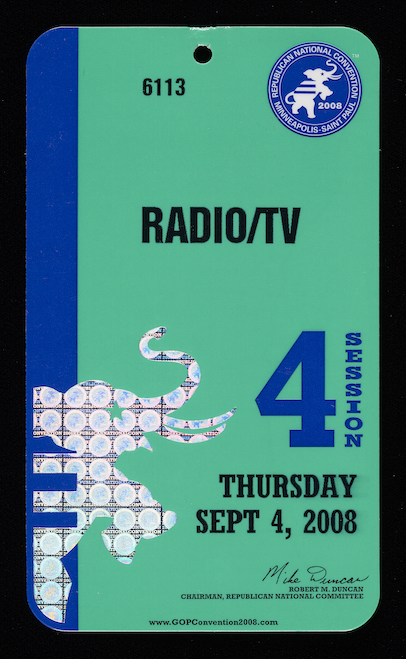 6113
REPUBLICAN NATIONAL CONVENTION
TM
2008
MINNEAPOLIS-SAINT PAUL
RADIO/TV
4
SESSION
THURSDAY
SEPT 4, 2008
Mike Duncan
ROBERT M. DUNCAN
CHAIRMAN, REPUBLICAN NATIONAL COMMITTEE
www.GOPConvention2008.com